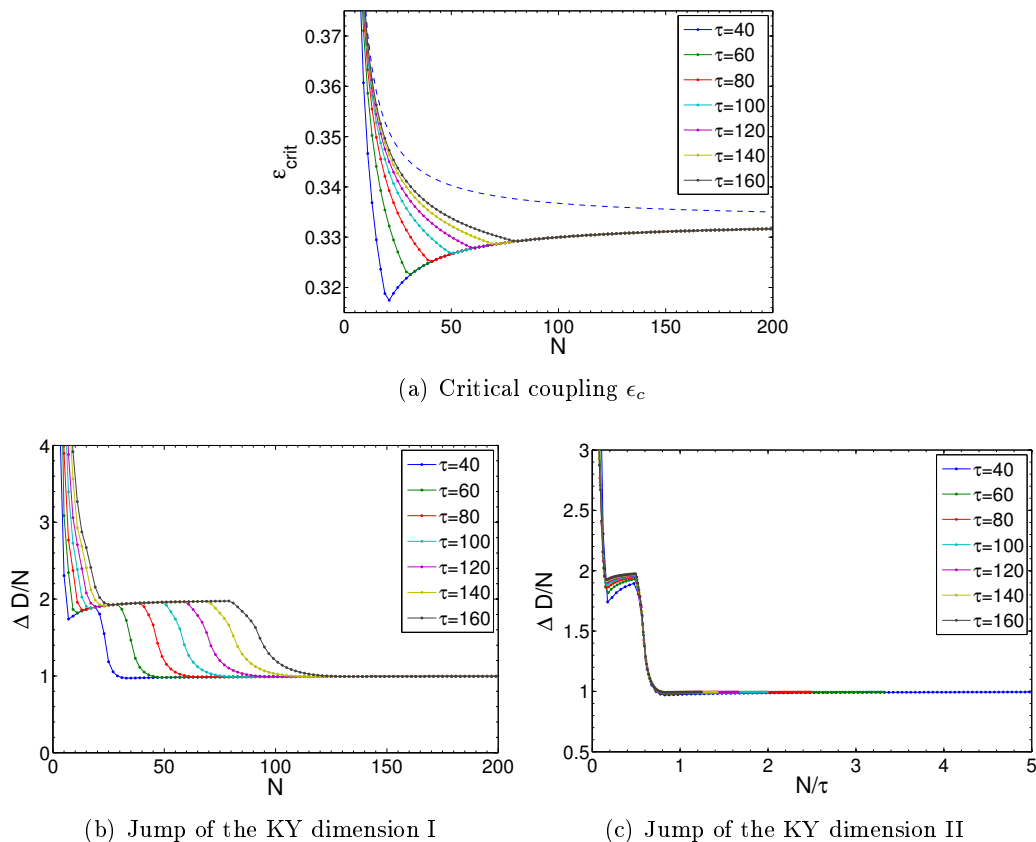 0.37
0.36
0.35
0.34
0.33
0.32
ε_crit
0 50 100 150 200
N
τ=40
τ=60
τ=80
τ=100
τ=120
τ=140
τ=160
(a) Critical coupling ϵ_c
4
3
2
1
0
Δ D/N
0 50 100 150 200
N
τ=40
τ=60
τ=80
τ=100
τ=120
τ=140
τ=160
(b) Jump of the KY dimension I
3
2.5
2
1.5
1
0.5
Δ D/N
0 1 2 3 4 5
N/τ
τ=40
τ=60
τ=80
τ=100
τ=120
τ=140
τ=160
(c) Jump of the KY dimension II